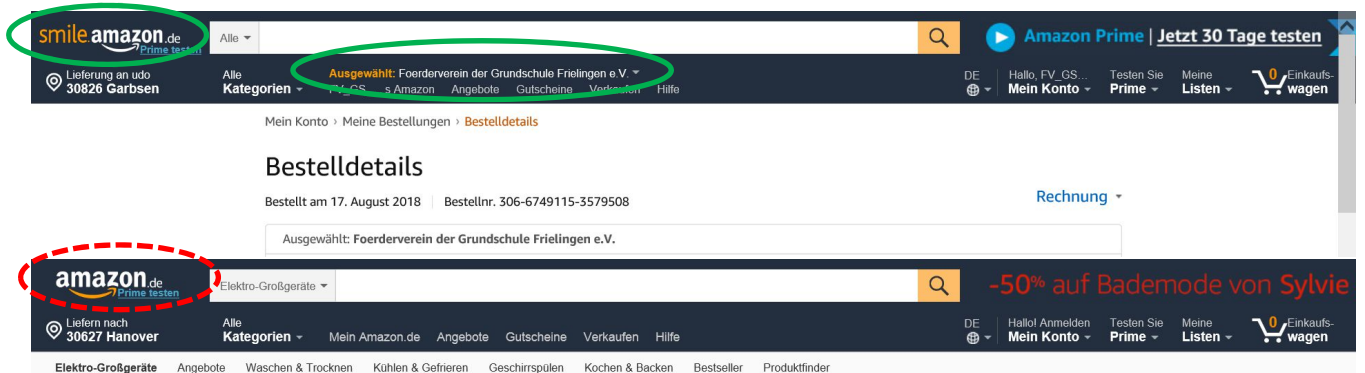 smile.amazon.de
Prime testen
Alle
Amazon Prime | Jetzt 30 Tage testen
Lieferung an udo
30826 Garbsen
Alle
Kategorien
Ausgewählt: Foerderverein der Grundschule Frielingen e.V.
FV_GS... s Amazon Angebote Gutscheine Verkaufen Hilfe
DE
Hallo, FV_GS...
Mein Konto
Testen Sie
Prime
Meine
Listen
0 Einkaufs-
wagen
Mein Konto › Meine Bestellungen › Bestelldetails
Bestelldetails
Bestellt am 17. August 2018 | Bestellnr. 306-6749115-3579508
Rechnung
Ausgewählt: Foerderverein der Grundschule Frielingen e.V.
amazon.de
Prime testen
Elektro-Großgeräte
-50% auf Bademode von Sylvie
Liefern nach
30627 Hanover
Alle
Kategorien
Mein Amazon.de Angebote Gutscheine Verkaufen Hilfe
DE
Hallo! Anmelden
Mein Konto
Testen Sie
Prime
Meine
Listen
0 Einkaufs-
wagen
Elektro-Großgeräte Angebote Waschen & Trocknen Kühlen & Gefrieren Geschirrspülen Kochen & Backen Bestseller Produktfinder